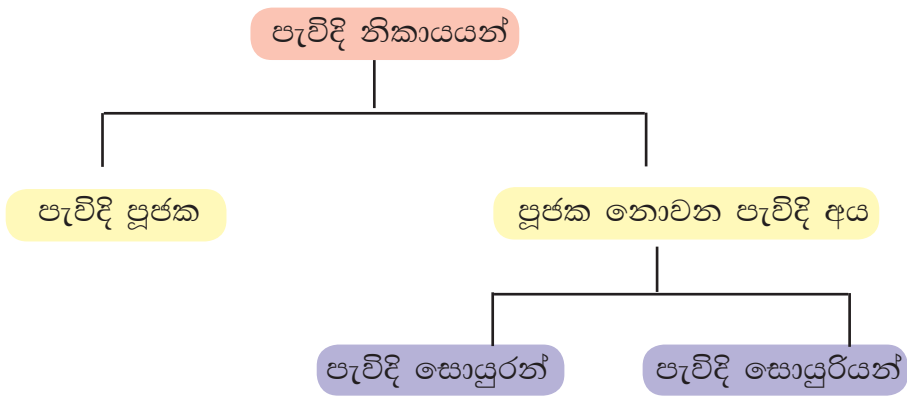 පැවිදි නිකායයන්
පැවිදි පූජක
පූජක නොවන පැවිදි අය
පැවිදි සොයුරන්
පැවිදි සොයුරියන්